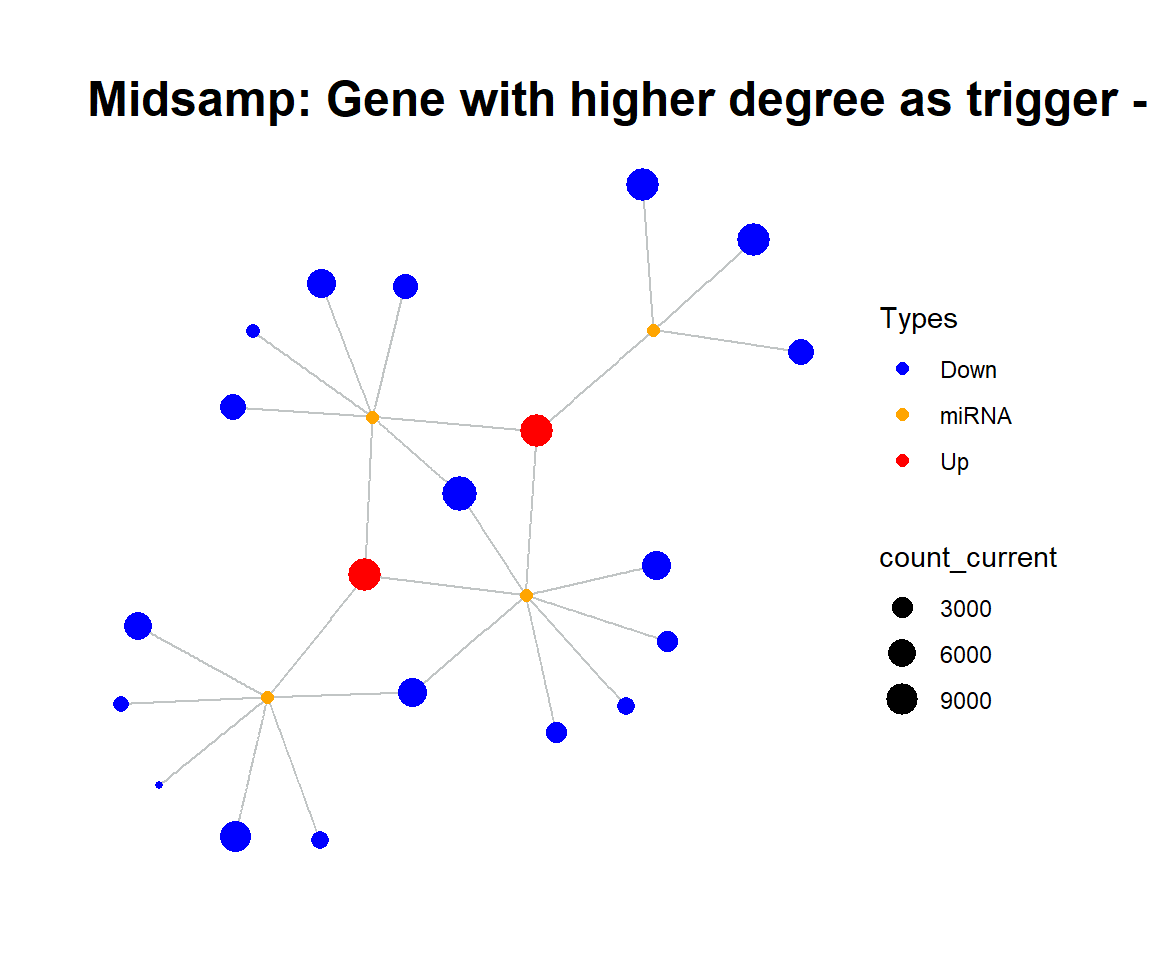 Midsamp: Gene with higher degree as trigger -
Types
Down
miRNA
Up
count_current
3000
6000
9000